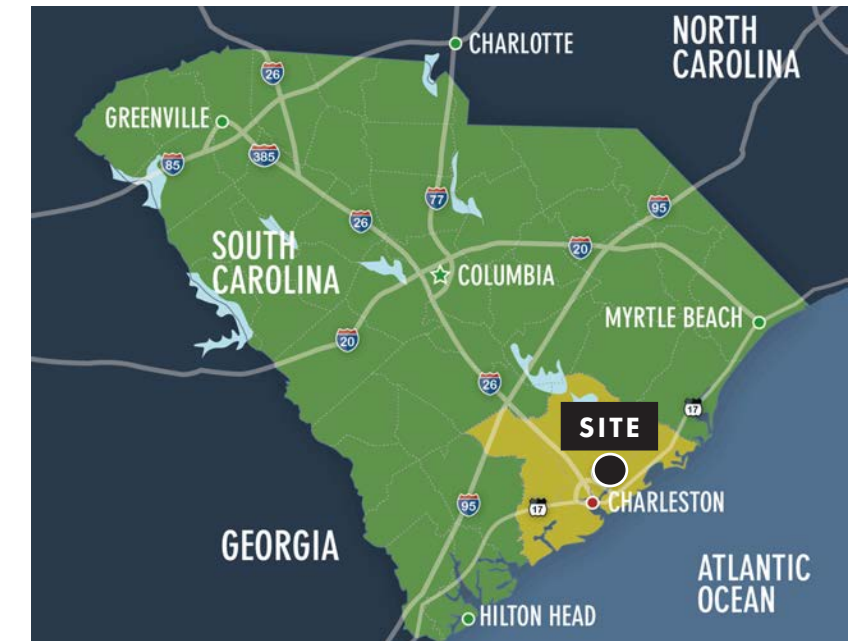 NORTH
CAROLINA
CHARLOTTE
26
GREENVILLE
385
85
77
95
26
SOUTH
CAROLINA
20
COLUMBIA
MYRTLE BEACH
20
26
17
SITE
95
17
CHARLESTON
GEORGIA
ATLANTIC
OCEAN
HILTON HEAD